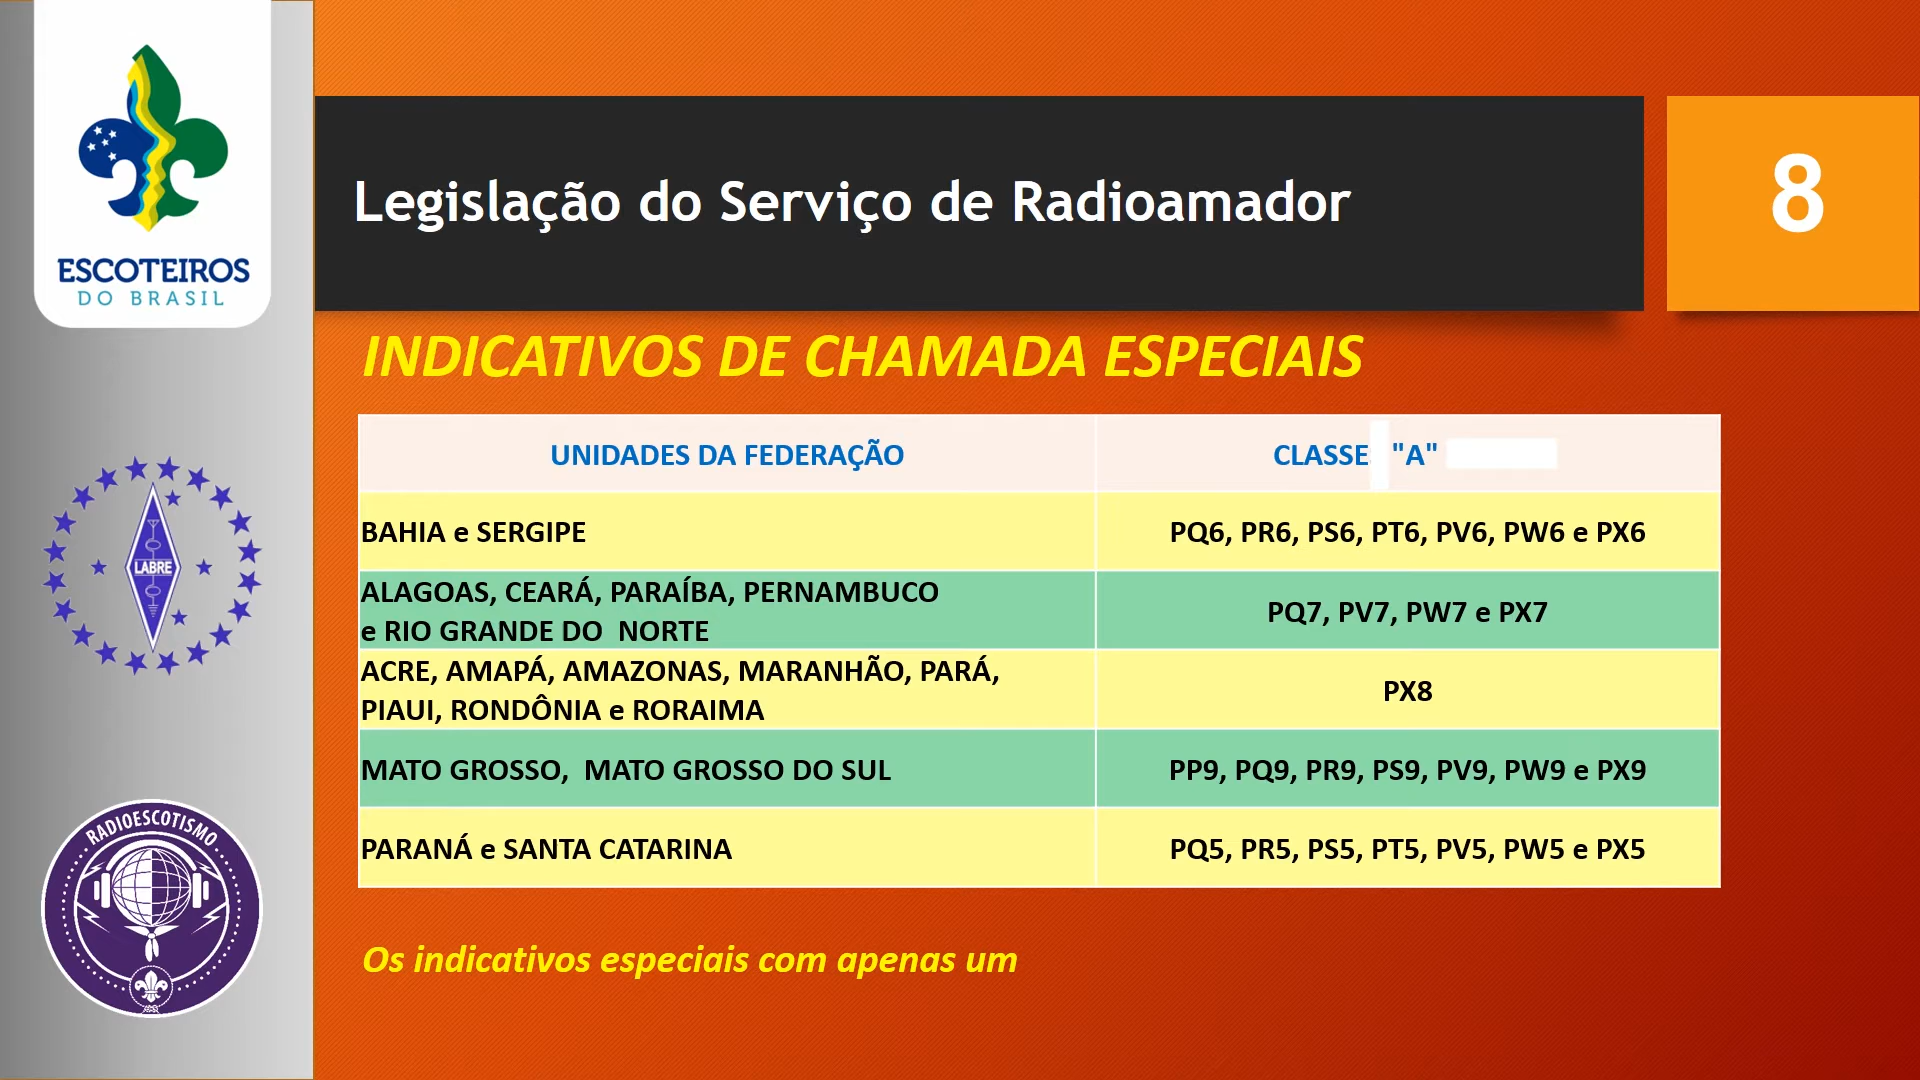 ESCOTEIROS
DO BRASIL
Legislação do Serviço de Radioamador
8
INDICATIVOS DE CHAMADA ESPECIAIS
UNIDADES DA FEDERAÇÃO CLASSE "A"
BAHIA e SERGIPE PQ6, PR6, PS6, PT6, PV6, PW6 e PX6
ALAGOAS, CEARÁ, PARAÍBA, PERNAMBUCO
e RIO GRANDE DO  NORTE PQ7, PV7, PW7 e PX7
ACRE, AMAPÁ, AMAZONAS, MARANHÃO, PARÁ,
PIAUI, RONDÔNIA e RORAIMA PX8
MATO GROSSO,  MATO GROSSO DO SUL PP9, PQ9, PR9, PS9, PV9, PW9 e PX9
PARANÁ e SANTA CATARINA PQ5, PR5, PS5, PT5, PV5, PW5 e PX5
Os indicativos especiais com apenas um
LABRE
RADIOESCOTISMO